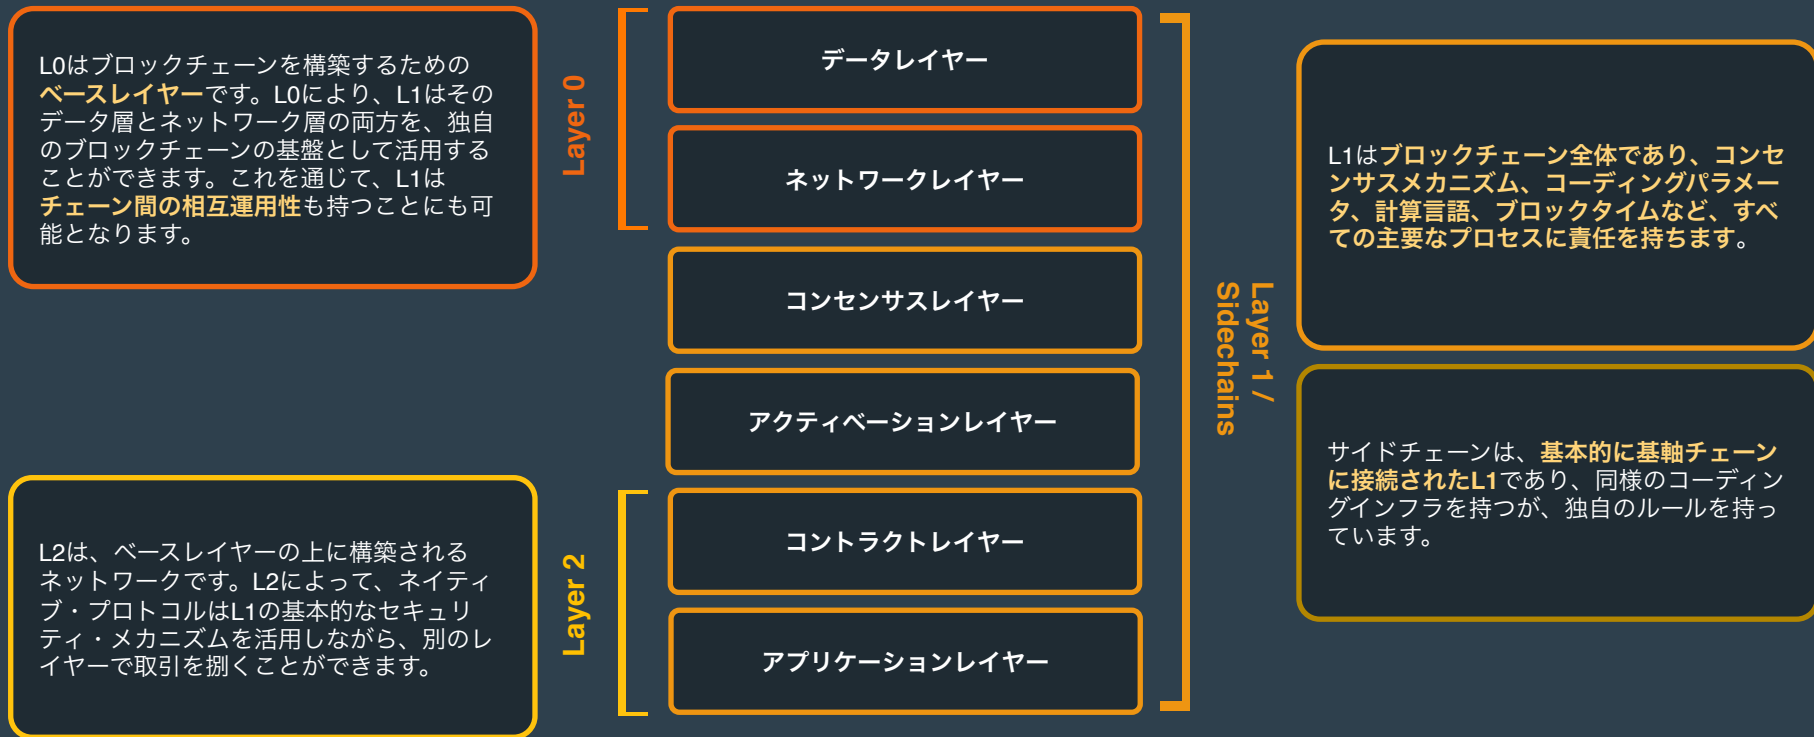 L0はブロックチェーンを構築するための
ベースレイヤーです。L0により、L1はその
データ層とネットワーク層の両方を、独自
のブロックチェーンの基盤として活用する
ことができます。これを通じて、L1は
チェーン間の相互運用性も持つことにも可
能となります。
L2は、ベースレイヤーの上に構築される
ネットワークです。L2によって、ネイティ
ブ・プロトコルはL1の基本的なセキュリ
ティ・メカニズムを活用しながら、別のレ
イヤーで取引を捌くことができます。
Layer 0
Layer 2
データレイヤー
ネットワークレイヤー
コンセンサスレイヤー
アクティベーションレイヤー
コントラクトレイヤー
アプリケーションレイヤー
Layer 1 /
Sidechains
L1はブロックチェーン全体であり、コンセ
ンサスメカニズム、コーディングパラメー
タ、計算言語、ブロックタイムなど、すべ
ての主要なプロセスに責任を持ちます。
サイドチェーンは、基本的に基軸チェーン
に接続されたL1であり、同様のコーディン
グインフラを持つが、独自のルールを持っ
ています。